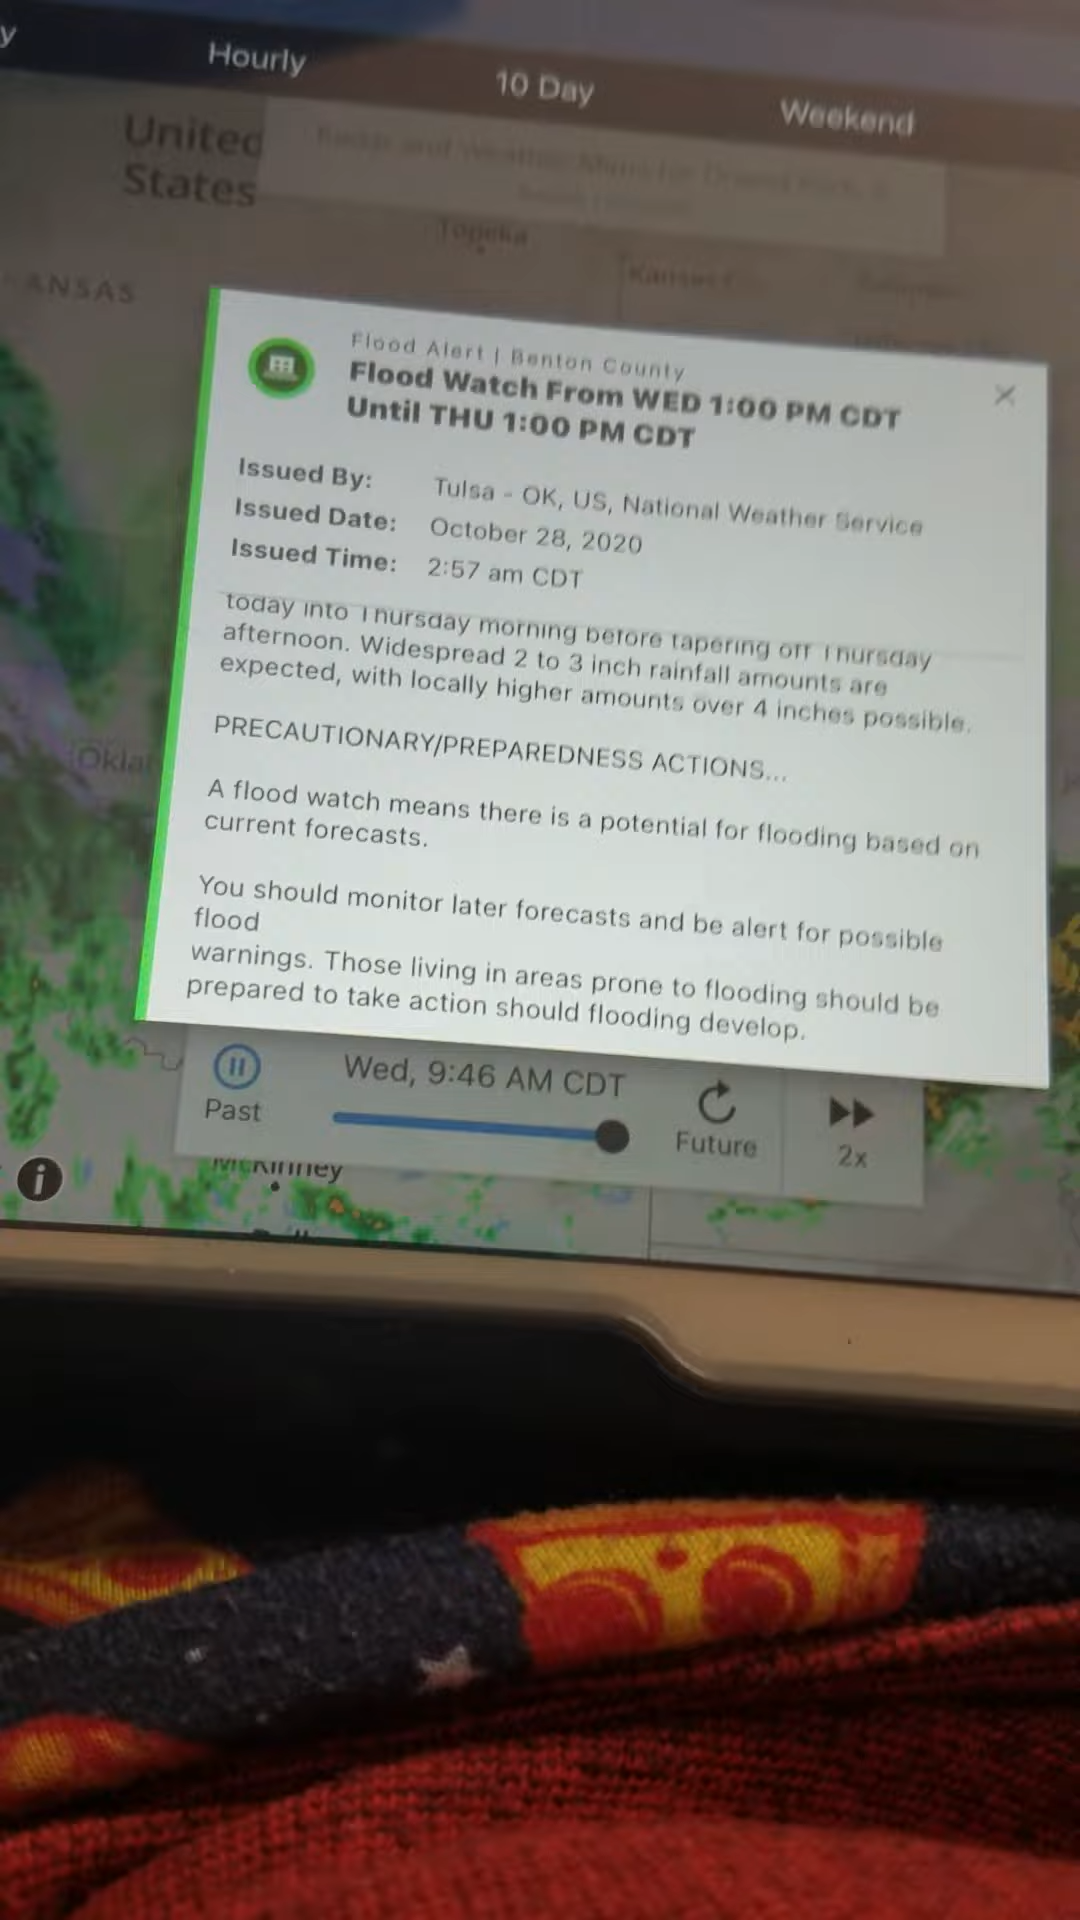 y
Hourly
10 Day
Weekend
United
States
Topeka
ANSAS
Flood Alert | Benton County
Flood Watch From WED 1:00 PM CDT
Until THU 1:00 PM CDT
Issued By: Tulsa - OK, US, National Weather Service
Issued Date: October 28, 2020
Issued Time: 2:57 am CDT
today into Thursday morning before tapering off Thursday
afternoon. Widespread 2 to 3 inch rainfall amounts are
expected, with locally higher amounts over 4 inches possible.
PRECAUTIONARY/PREPAREDNESS ACTIONS...
A flood watch means there is a potential for flooding based on
current forecasts.
You should monitor later forecasts and be alert for possible
flood
warnings. Those living in areas prone to flooding should be
prepared to take action should flooding develop.
Okla
Wed, 9:46 AM CDT
Past
Future
2x
McKinney